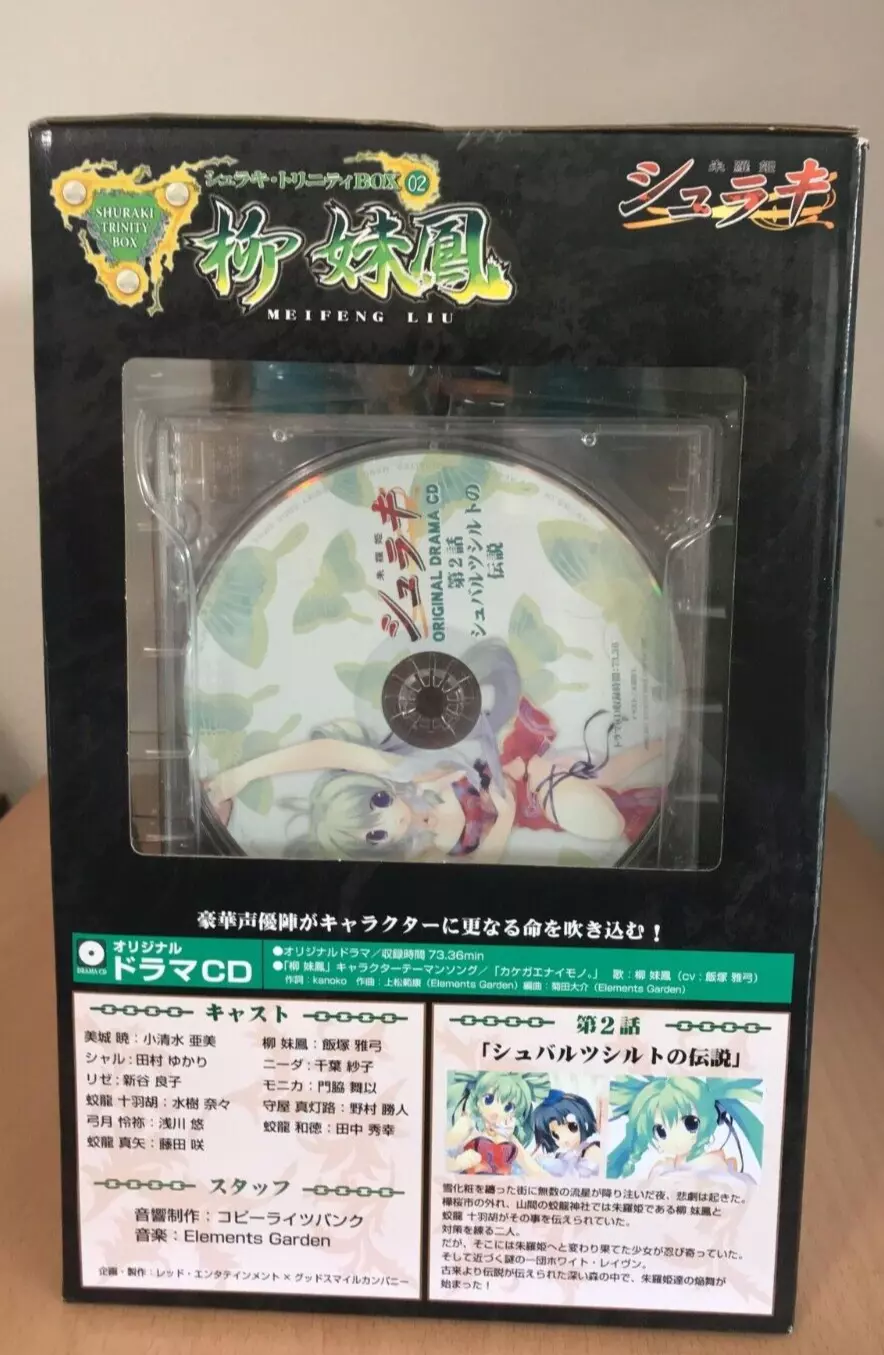 シュラキ・トリニティBOX 02
SHURAKI
TRINITY
BOX
柳 妹鳳
MEIFENG LIU
朱羅姫
シュラキ
朱羅姫
シュラキ
ORIGINAL DRAMA CD
第2話
シュバルツシルトの
伝説
豪華声優陣がキャラクターに更なる命を吹き込む!
DRAMA CD
オリジナル
ドラマCD
●オリジナルドラマ/収録時間 73.36min
●「柳 妹鳳」キャラクターテーマンソング/「カケガエナイモノ。」 歌:柳 妹鳳(cv:飯塚 雅弓)
作詞:kanoko 作曲:上松範康(Elements Garden)編曲:菊田大介(Elements Garden)
キャスト
美城 暁:小清水 亜美
シャル:田村 ゆかり
リゼ:新谷 良子
蛟龍 十羽胡:水樹 奈々
弓月 怜祢:浅川 悠
蛟龍 真矢:藤田 咲
柳 妹鳳:飯塚 雅弓
ニーダ:千葉 紗子
モニカ:門脇 舞以
守屋 真灯路:野村 勝人
蛟龍 和徳:田中 秀幸
スタッフ
音響制作:コピーライツバンク
音楽:Elements Garden
企画・製作:レッド・エンタテインメント×グッドスマイルカンパニー
第2話
「シュバルツシルトの伝説」
雪化粧を纏った街に無数の流星が降り注いだ夜、悲劇は起きた。
樺桜市の外れ、山間の蛟龍神社では朱羅姫である柳 妹鳳と
蛟龍 十羽胡がその事を伝えられていた。
対策を練る二人。
だが、そこには朱羅姫へと変わり果てた少女が忍び寄っていた。
そして近づく謎の一団ホワイト・レイヴン。
古来より伝説が伝えられた深い森の中で、朱羅姫達の焔舞が
始まった!